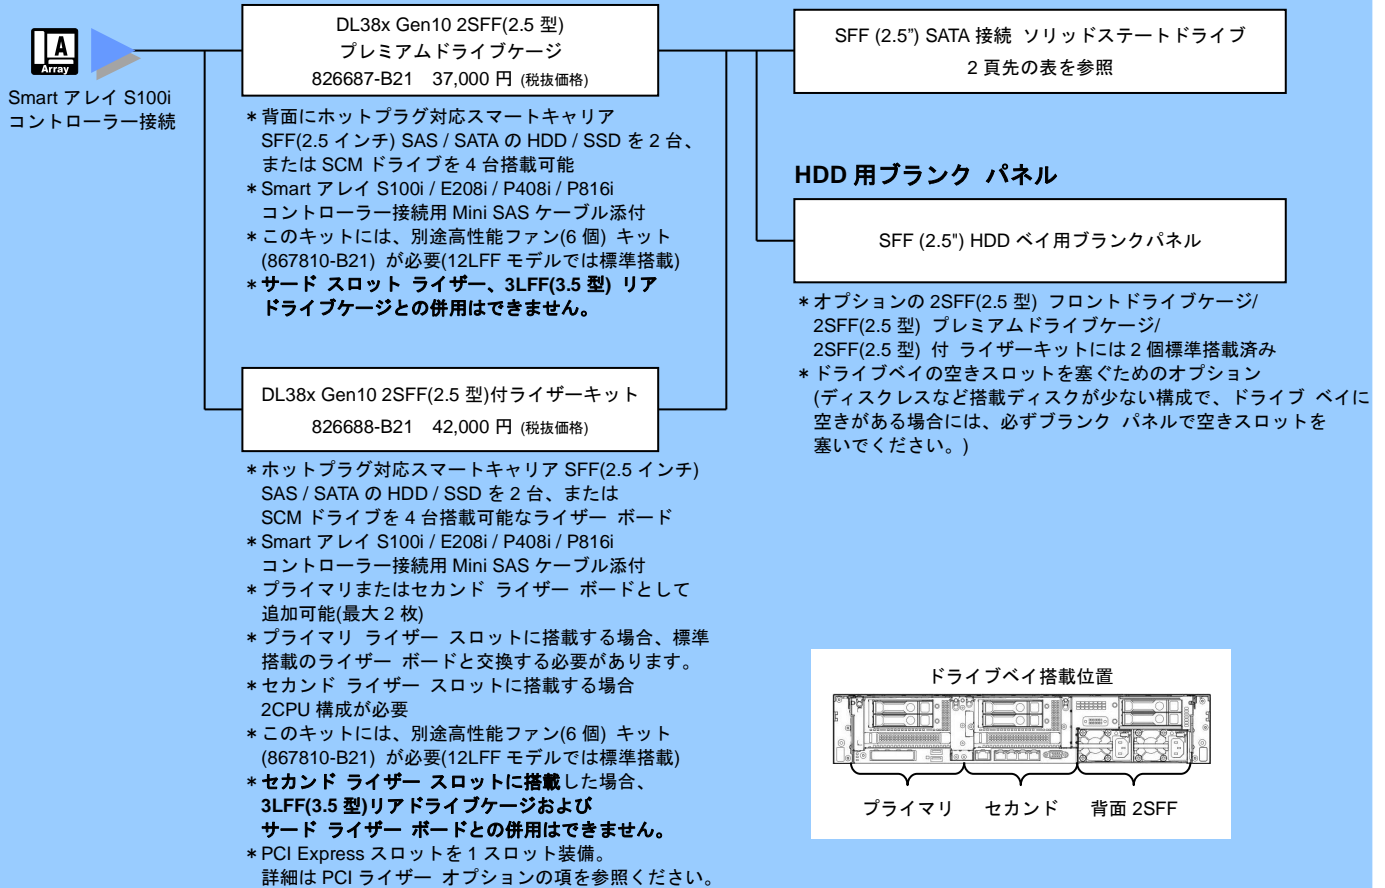 A
Array
Smart アレイ S100i
コントローラー接続
DL38x Gen10 2SFF(2.5 型)
プレミアムドライブケージ
826687-B21 37,000 円 (税抜価格)
＊背面にホットプラグ対応スマートキャリア
SFF(2.5 インチ) SAS / SATA の HDD / SSD を 2 台、
または SCM ドライブを 4 台搭載可能
＊Smart アレイ S100i / E208i / P408i / P816i
コントローラー接続用 Mini SAS ケーブル添付
＊このキットには、別途高性能ファン(6 個) キット
(867810-B21) が必要(12LFF モデルでは標準搭載)
＊サード スロット ライザー、3LFF(3.5 型) リア
ドライブケージとの併用はできません。
DL38x Gen10 2SFF(2.5 型)付ライザーキット
826688-B21 42,000 円 (税抜価格)
＊ホットプラグ対応スマートキャリア SFF(2.5 インチ)
SAS / SATA の HDD / SSD を 2 台、または
SCM ドライブを 4 台搭載可能なライザー ボード
＊Smart アレイ S100i / E208i / P408i / P816i
コントローラー接続用 Mini SAS ケーブル添付
＊プライマリまたはセカンド ライザー ボードとして
追加可能(最大 2 枚)
＊プライマリ ライザー スロットに搭載する場合、標準
搭載のライザー ボードと交換する必要があります。
＊セカンド ライザー スロットに搭載する場合
2CPU 構成が必要
＊このキットには、別途高性能ファン(6 個) キット
(867810-B21) が必要(12LFF モデルでは標準搭載)
＊セカンド ライザー スロットに搭載した場合、
3LFF(3.5 型)リアドライブケージおよび
サード ライザー ボードとの併用はできません。
＊PCI Express スロットを 1 スロット装備。
詳細は PCI ライザー オプションの項を参照ください。
SFF (2.5”) SATA 接続 ソリッドステートドライブ
2 頁先の表を参照
HDD 用ブランク パネル
SFF (2.5") HDD ベイ用ブランクパネル
＊オプションの 2SFF(2.5 型) フロントドライブケージ/
2SFF(2.5 型) プレミアムドライブケージ/
2SFF(2.5 型) 付 ライザーキットには 2 個標準搭載済み
＊ドライブベイの空きスロットを塞ぐためのオプション
(ディスクレスなど搭載ディスクが少ない構成で、ドライブ ベイに
空きがある場合には、必ずブランク パネルで空きスロットを
塞いでください。)
ドライブベイ搭載位置
プライマリ セカンド 背面 2SFF